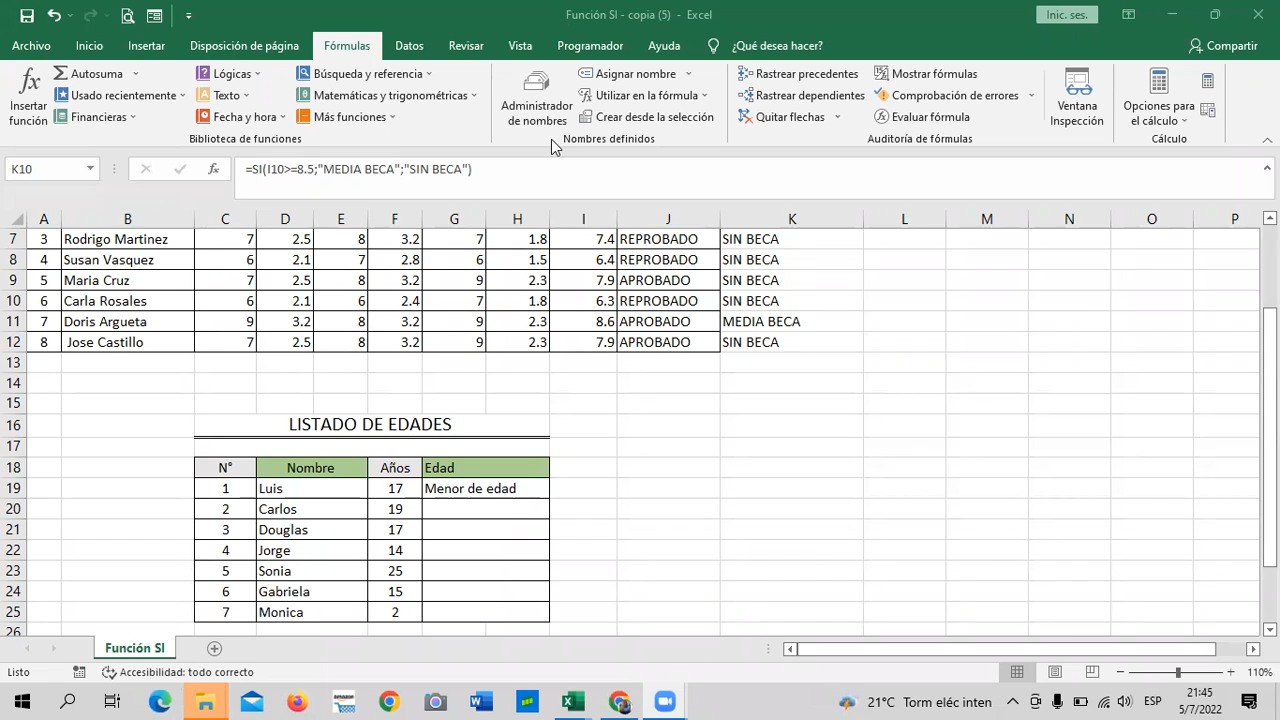 Función SI - copia (5) - Excel
Inic. ses.
Archivo Inicio Insertar Disposición de página Fórmulas Datos Revisar Vista Programador Ayuda ¿Qué desea hacer? Compartir
Insertar función
Autosuma
Usado recientemente
Financieras
Lógicas
Texto
Fecha y hora
Búsqueda y referencia
Matemáticas y trigonométricas
Más funciones
Biblioteca de funciones
Administrador de nombres
Asignar nombre
Utilizar en la fórmula
Crear desde la selección
Nombres definidos
Rastrear precedentes
Rastrear dependientes
Quitar flechas
Mostrar fórmulas
Comprobación de errores
Evaluar fórmula
Auditoría de fórmulas
Ventana Inspección
Opciones para el cálculo
Cálculo
K10 fx =SI(I10>=8.5;"MEDIA BECA";"SIN BECA")
A B C D E F G H I J K L M N O P
7 3 Rodrigo Martinez 7 2.5 8 3.2 7 1.8 7.4 REPROBADO SIN BECA
8 4 Susan Vasquez 6 2.1 7 2.8 6 1.5 6.4 REPROBADO SIN BECA
9 5 Maria Cruz 7 2.5 8 3.2 9 2.3 7.9 APROBADO SIN BECA
10 6 Carla Rosales 6 2.1 6 2.4 7 1.8 6.3 REPROBADO SIN BECA
11 7 Doris Argueta 9 3.2 8 3.2 9 2.3 8.6 APROBADO MEDIA BECA
12 8 Jose Castillo 7 2.5 8 3.2 9 2.3 7.9 APROBADO SIN BECA
13
14
15
16 LISTADO DE EDADES
17
18 N° Nombre Años Edad
19 1 Luis 17 Menor de edad
20 2 Carlos 19
21 3 Douglas 17
22 4 Jorge 14
23 5 Sonia 25
24 6 Gabriela 15
25 7 Monica 2
26
Función SI
Listo Accesibilidad: todo correcto 110%
21°C Torm eléc inten ESP 21:45
5/7/2022